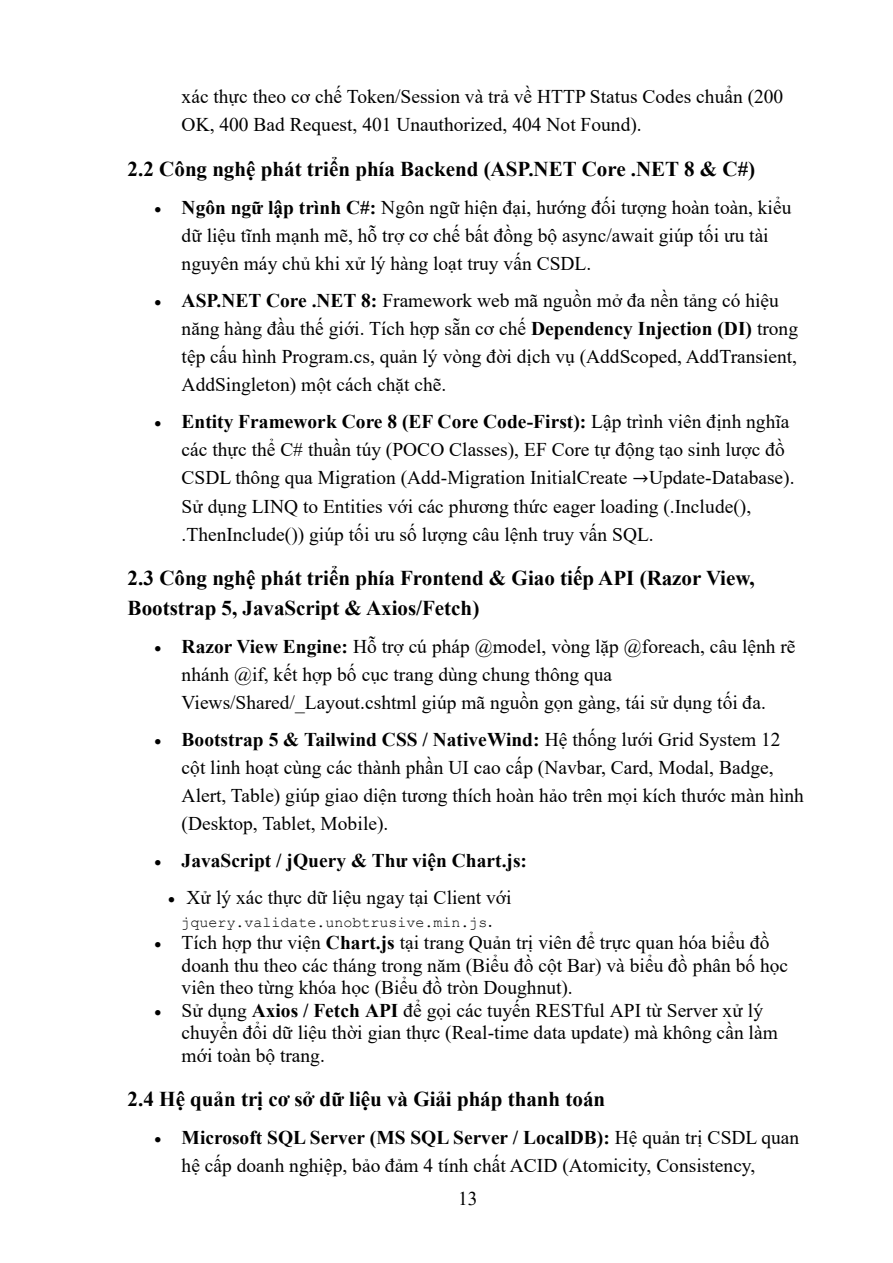 xác thực theo cơ chế Token/Session và trả về HTTP Status Codes chuẩn (200
OK, 400 Bad Request, 401 Unauthorized, 404 Not Found).
2.2 Công nghệ phát triển phía Backend (ASP.NET Core .NET 8 & C#)
• Ngôn ngữ lập trình C#: Ngôn ngữ hiện đại, hướng đối tượng hoàn toàn, kiểu
dữ liệu tĩnh mạnh mẽ, hỗ trợ cơ chế bất đồng bộ async/await giúp tối ưu tài
nguyên máy chủ khi xử lý hàng loạt truy vấn CSDL.
• ASP.NET Core .NET 8: Framework web mã nguồn mở đa nền tảng có hiệu
năng hàng đầu thế giới. Tích hợp sẵn cơ chế Dependency Injection (DI) trong
tệp cấu hình Program.cs, quản lý vòng đời dịch vụ (AddScoped, AddTransient,
AddSingleton) một cách chặt chẽ.
• Entity Framework Core 8 (EF Core Code-First): Lập trình viên định nghĩa
các thực thể C# thuần túy (POCO Classes), EF Core tự động tạo sinh lược đồ
CSDL thông qua Migration (Add-Migration InitialCreate →Update-Database).
Sử dụng LINQ to Entities với các phương thức eager loading (.Include(),
.ThenInclude()) giúp tối ưu số lượng câu lệnh truy vấn SQL.
2.3 Công nghệ phát triển phía Frontend & Giao tiếp API (Razor View,
Bootstrap 5, JavaScript & Axios/Fetch)
• Razor View Engine: Hỗ trợ cú pháp @model, vòng lặp @foreach, câu lệnh rẽ
nhánh @if, kết hợp bố cục trang dùng chung thông qua
Views/Shared/_Layout.cshtml giúp mã nguồn gọn gàng, tái sử dụng tối đa.
• Bootstrap 5 & Tailwind CSS / NativeWind: Hệ thống lưới Grid System 12
cột linh hoạt cùng các thành phần UI cao cấp (Navbar, Card, Modal, Badge,
Alert, Table) giúp giao diện tương thích hoàn hảo trên mọi kích thước màn hình
(Desktop, Tablet, Mobile).
• JavaScript / jQuery & Thư viện Chart.js:
• Xử lý xác thực dữ liệu ngay tại Client với
jquery.validate.unobtrusive.min.js.
• Tích hợp thư viện Chart.js tại trang Quản trị viên để trực quan hóa biểu đồ
doanh thu theo các tháng trong năm (Biểu đồ cột Bar) và biểu đồ phân bố học
viên theo từng khóa học (Biểu đồ tròn Doughnut).
• Sử dụng Axios / Fetch API để gọi các tuyến RESTful API từ Server xử lý
chuyển đổi dữ liệu thời gian thực (Real-time data update) mà không cần làm
mới toàn bộ trang.
2.4 Hệ quản trị cơ sở dữ liệu và Giải pháp thanh toán
• Microsoft SQL Server (MS SQL Server / LocalDB): Hệ quản trị CSDL quan
hệ cấp doanh nghiệp, bảo đảm 4 tính chất ACID (Atomicity, Consistency,
13